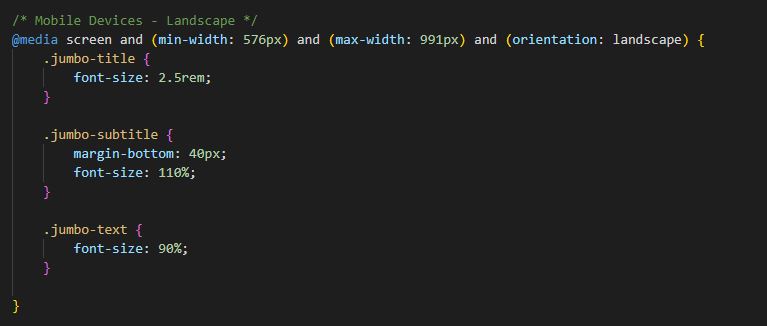 /* Mobile Devices - Landscape */
@media screen and (min-width: 576px) and (max-width: 991px) and (orientation: landscape) {
    .jumbo-title {
        font-size: 2.5rem;
    }
    .jumbo-subtitle {
        margin-bottom: 40px;
        font-size: 110%;
    }
    .jumbo-text {
        font-size: 90%;
    }
}